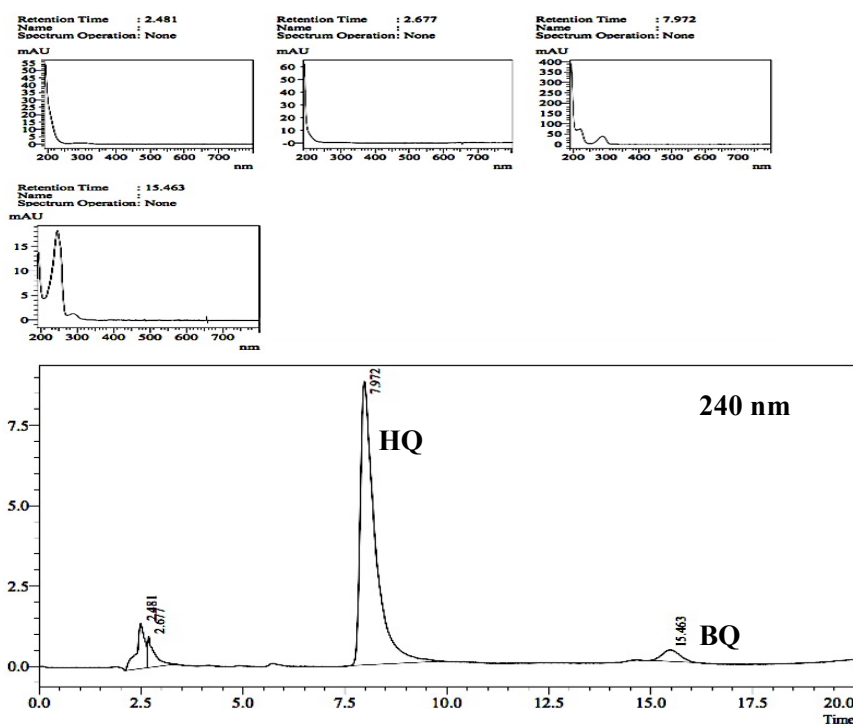 Retention Time : 2.481
Name :
Spectrum Operation: None
mAU
55
50
45
40
35
30
25
20
15
10
5
0
200 300 400 500 600 700
nm
Retention Time : 2.677
Name :
Spectrum Operation: None
mAU
60
50
40
30
20
10
-0
200 300 400 500 600 700
nm
Retention Time : 7.972
Name :
Spectrum Operation: None
mAU
400
350
300
250
200
150
100
50
0
200 300 400 500 600 700
nm
Retention Time : 15.463
Name :
Spectrum Operation: None
mAU
15
10
5
0
200 300 400 500 600 700
nm
7.972
240 nm
7.5
HQ
5.0
2.5
2.481
2.677
15.463
BQ
0.0
0.0 2.5 5.0 7.5 10.0 12.5 15.0 17.5 20.0
Time